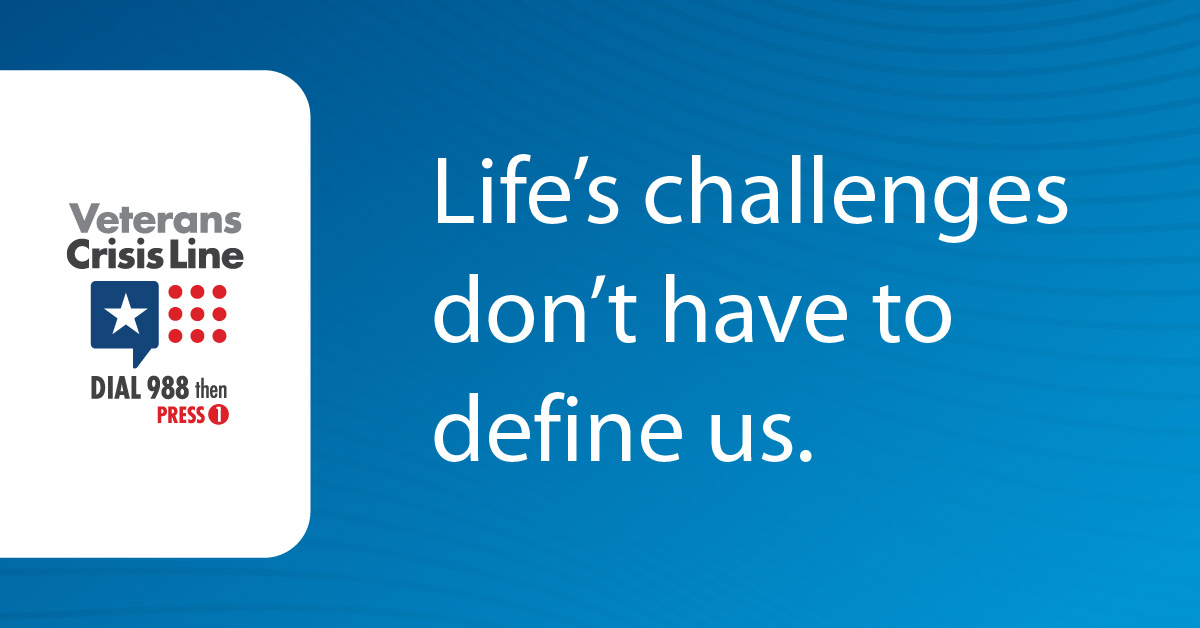 Veterans
Crisis Line
DIAL 988 then
PRESS 1
Life’s challenges
don’t have to
define us.